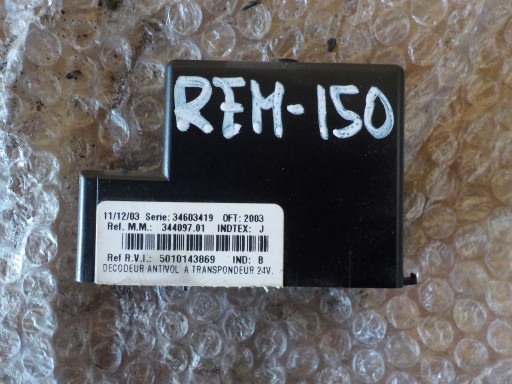 REM-150
11/12/03 Serie: 34603419 OFT: 2003
Ref. M.M.: 344097.01 INDTEX: J
Ref R.V.I.: 5010143869 IND: B
DECODEUR ANTIVOL A TRANSPONDEUR 24V.